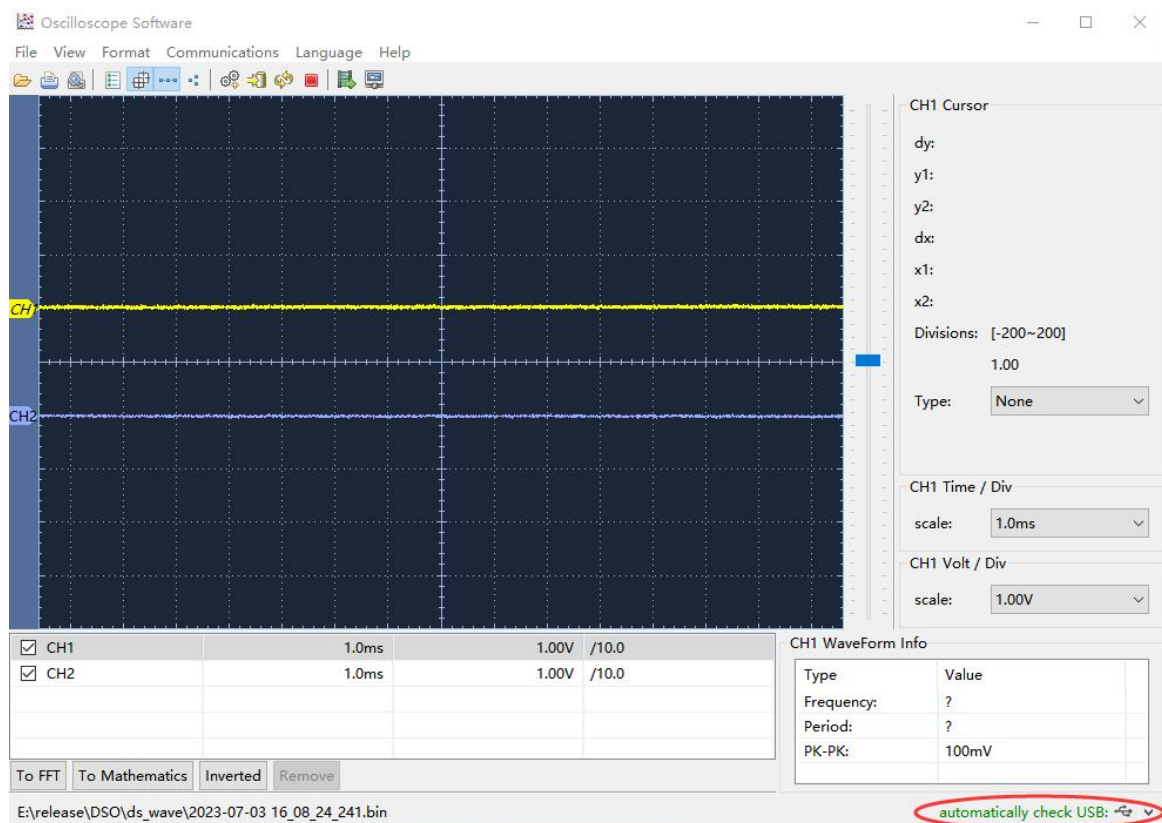 Oscilloscope Software
File View Format Communications Language Help
CH1 Cursor
dy:
y1:
y2:
dx:
x1:
x2:
Divisions: [-200~200]
1.00
Type: None
CH1
CH2
CH1 Time / Div
scale: 1.0ms
CH1 Volt / Div
scale: 1.00V
CH1 1.0ms 1.00V /10.0
CH2 1.0ms 1.00V /10.0
CH1 WaveForm Info
Type Value
Frequency: ?
Period: ?
PK-PK: 100mV
To FFT To Mathematics Inverted Remove
E:\release\DSO\ds_wave\2023-07-03 16_08_24_241.bin
automatically check USB: